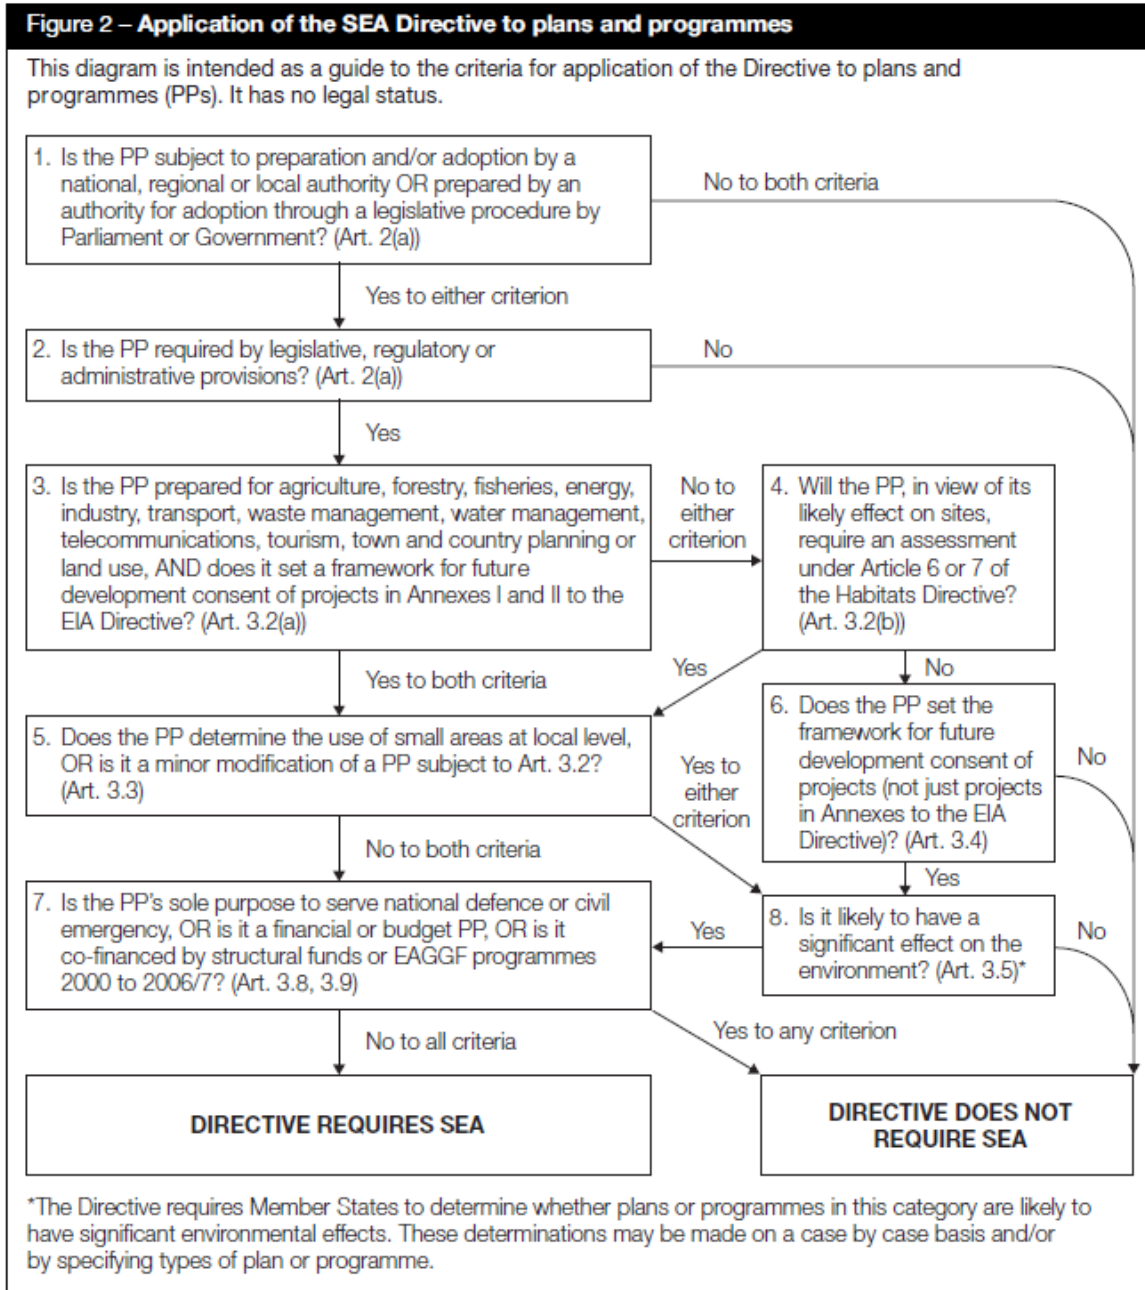 Figure 2 – Application of the SEA Directive to plans and programmes
This diagram is intended as a guide to the criteria for application of the Directive to plans and
programmes (PPs). It has no legal status.
1. Is the PP subject to preparation and/or adoption by a
national, regional or local authority OR prepared by an
authority for adoption through a legislative procedure by
Parliament or Government? (Art. 2(a))
No to both criteria
Yes to either criterion
2. Is the PP required by legislative, regulatory or
administrative provisions? (Art. 2(a))
No
Yes
3. Is the PP prepared for agriculture, forestry, fisheries, energy,
industry, transport, waste management, water management,
telecommunications, tourism, town and country planning or
land use, AND does it set a framework for future
development consent of projects in Annexes I and II to the
EIA Directive? (Art. 3.2(a))
No to
either
criterion
4. Will the PP, in view of its
likely effect on sites,
require an assessment
under Article 6 or 7 of
the Habitats Directive?
(Art. 3.2(b))
Yes to both criteria
Yes
No
5. Does the PP determine the use of small areas at local level,
OR is it a minor modification of a PP subject to Art. 3.2?
(Art. 3.3)
Yes to
either
criterion
6. Does the PP set the
framework for future
development consent of
projects (not just projects
in Annexes to the EIA
Directive)? (Art. 3.4)
No
No to both criteria
Yes
7. Is the PP's sole purpose to serve national defence or civil
emergency, OR is it a financial or budget PP, OR is it
co-financed by structural funds or EAGGF programmes
2000 to 2006/7? (Art. 3.8, 3.9)
Yes
8. Is it likely to have a
significant effect on the
environment? (Art. 3.5)*
No
No to all criteria
Yes to any criterion
DIRECTIVE REQUIRES SEA
DIRECTIVE DOES NOT
REQUIRE SEA
*The Directive requires Member States to determine whether plans or programmes in this category are likely to
have significant environmental effects. These determinations may be made on a case by case basis and/or
by specifying types of plan or programme.